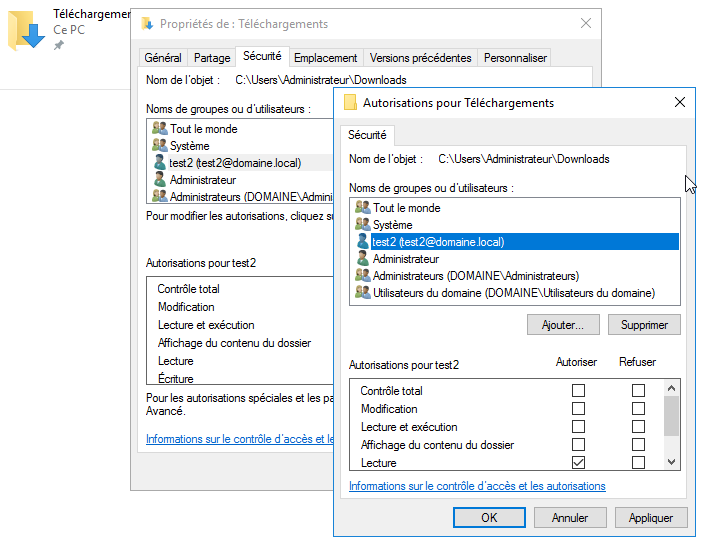 Téléchargements
Ce PC
Propriétés de : Téléchargements
Général
Partage
Sécurité
Emplacement
Versions précédentes
Personnaliser
Nom de l'objet : C:\Users\Administrateur\Downloads
Noms de groupes ou d'utilisateurs :
Tout le monde
Système
test2 (test2@domaine.local)
Administrateur
Administrateurs (DOMAINE\Admini
Pour modifier les autorisations, cliquez su
Autorisations pour test2
Contrôle total
Modification
Lecture et exécution
Affichage du contenu du dossier
Lecture
Écriture
Pour les autorisations spéciales et les pa
Avancé.
Informations sur le contrôle d'accès et le
Autorisations pour Téléchargements
Sécurité
Nom de l'objet : C:\Users\Administrateur\Downloads
Noms de groupes ou d'utilisateurs :
Tout le monde
Système
test2 (test2@domaine.local)
Administrateur
Administrateurs (DOMAINE\Administrateurs)
Utilisateurs du domaine (DOMAINE\Utilisateurs du domaine)
Ajouter...
Supprimer
Autorisations pour test2 Autoriser Refuser
Contrôle total
Modification
Lecture et exécution
Affichage du contenu du dossier
Lecture
Informations sur le contrôle d'accès et les autorisations
OK
Annuler
Appliquer